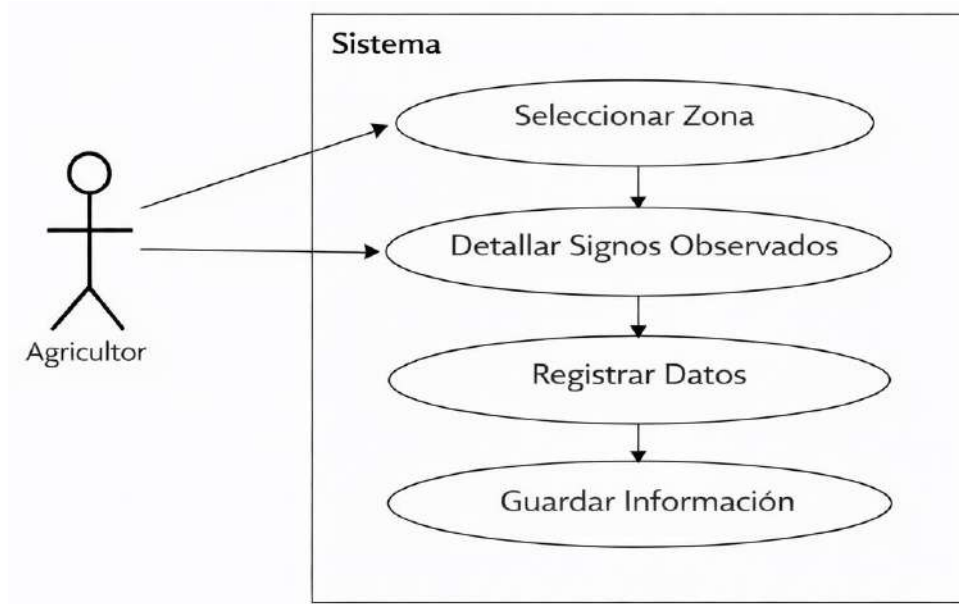 Sistema
Seleccionar Zona
Detallar Signos Observados
Agricultor
Registrar Datos
Guardar Información